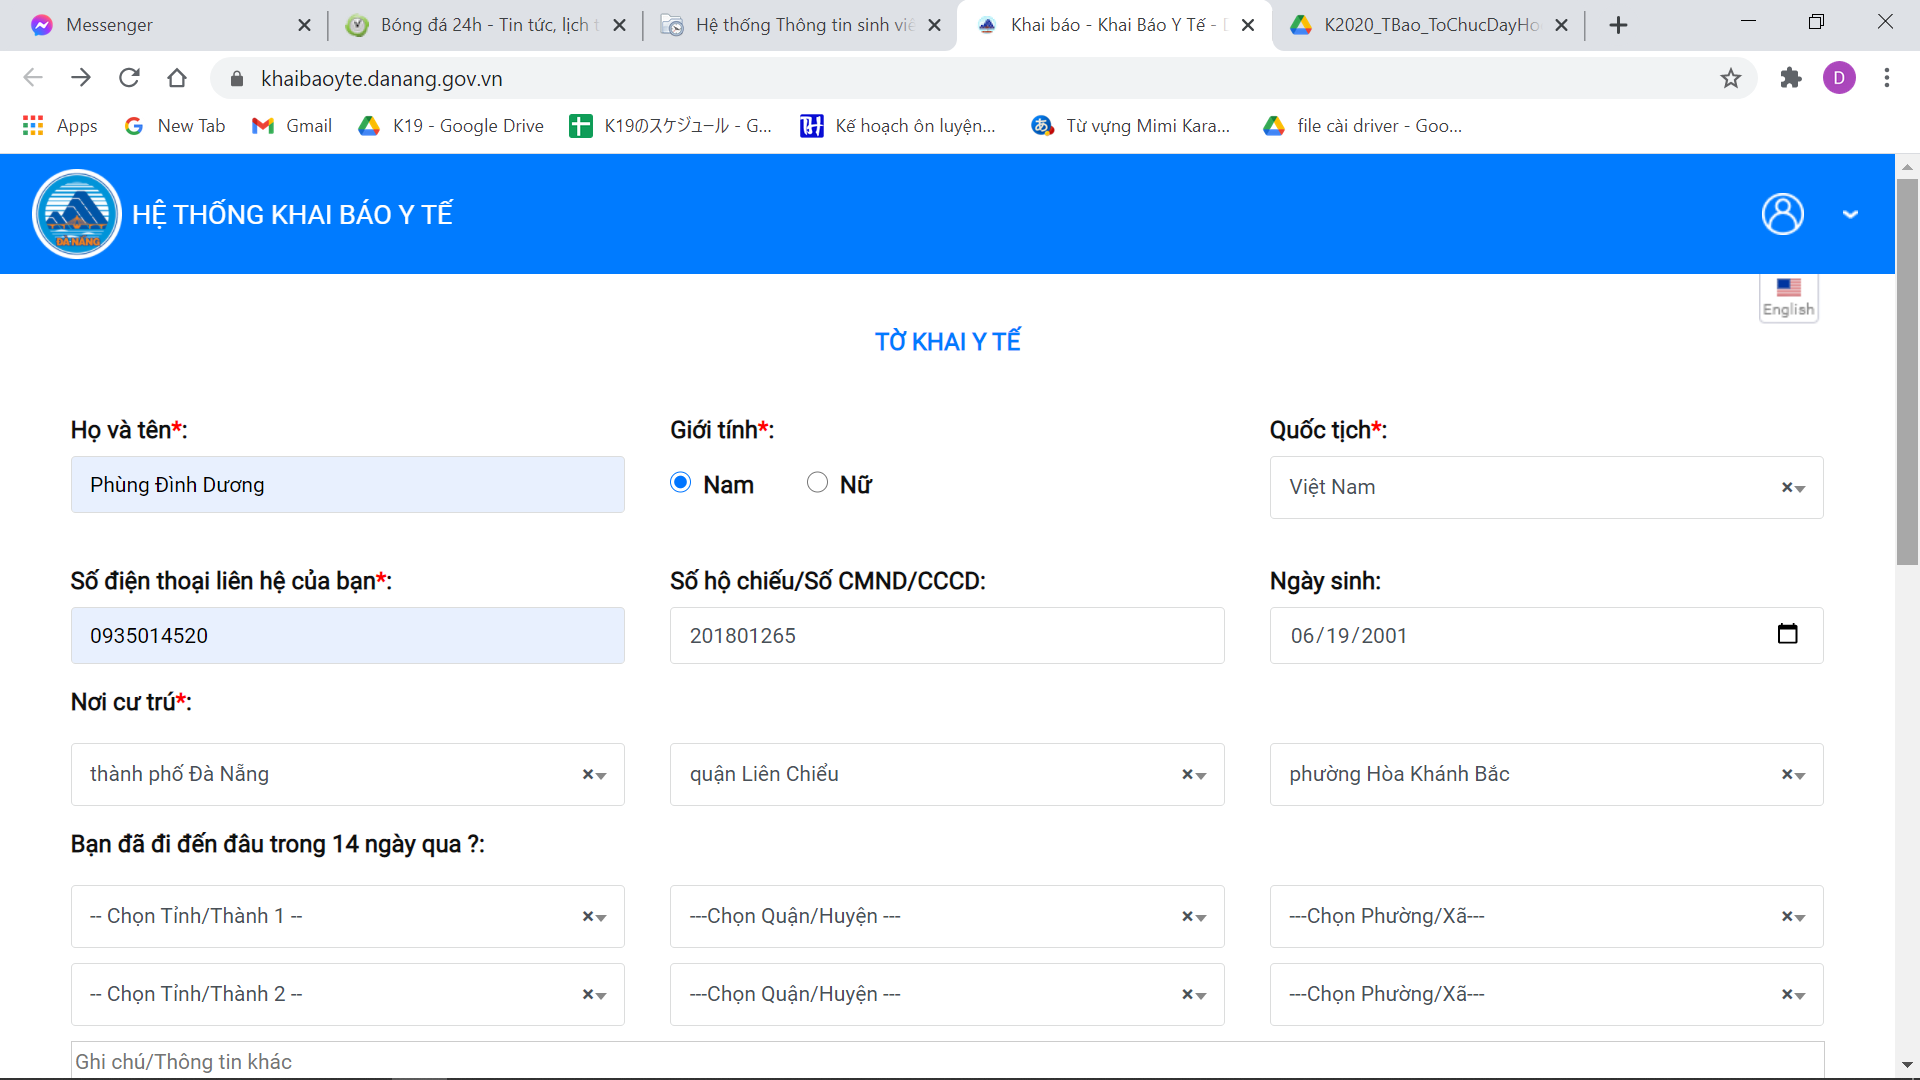 Messenger
Bóng đá 24h - Tin tức, lịch t
Hệ thống Thông tin sinh viê
Khai báo - Khai Báo Y Tế - D
K2020_TBao_ToChucDayHo
khaibaoyte.danang.gov.vn
D
Apps
New Tab
Gmail
K19 - Google Drive
K19のスケジュール - G...
Kế hoạch ôn luyện...
Từ vựng Mimi Kara...
file cài driver - Goo...
ĐÀ NẴNG
HỆ THỐNG KHAI BÁO Y TẾ
English
TỜ KHAI Y TẾ
Họ và tên*:
Giới tính*:
Quốc tịch*:
Phùng Đình Dương
Nam
Nữ
Việt Nam
Số điện thoại liên hệ của bạn*:
Số hộ chiếu/Số CMND/CCCD:
Ngày sinh:
0935014520
201801265
06/19/2001
Nơi cư trú*:
thành phố Đà Nẵng
quận Liên Chiểu
phường Hòa Khánh Bắc
Bạn đã đi đến đâu trong 14 ngày qua ?:
-- Chọn Tỉnh/Thành 1 --
---Chọn Quận/Huyện ---
---Chọn Phường/Xã---
-- Chọn Tỉnh/Thành 2 --
---Chọn Quận/Huyện ---
---Chọn Phường/Xã---
Ghi chú/Thông tin khác